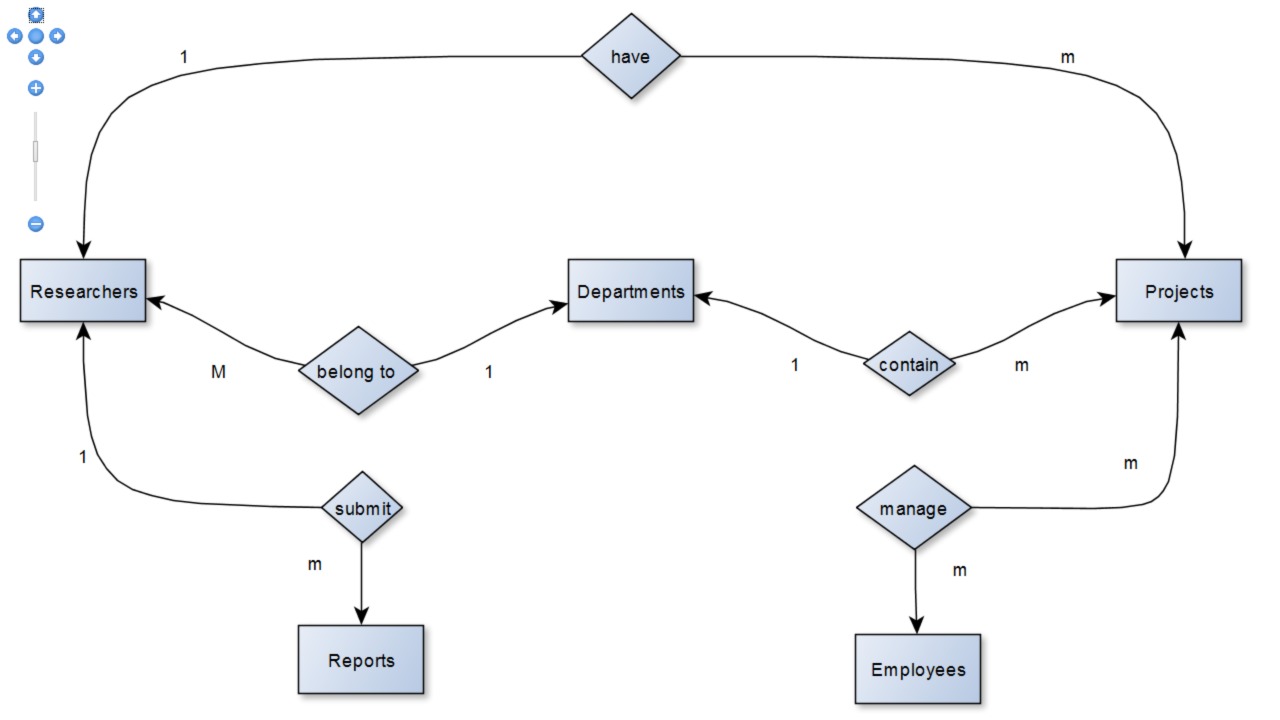 have
1
m
Researchers
Departments
Projects
belong to
contain
M
1
1
m
1
m
submit
manage
m
m
Reports
Employees